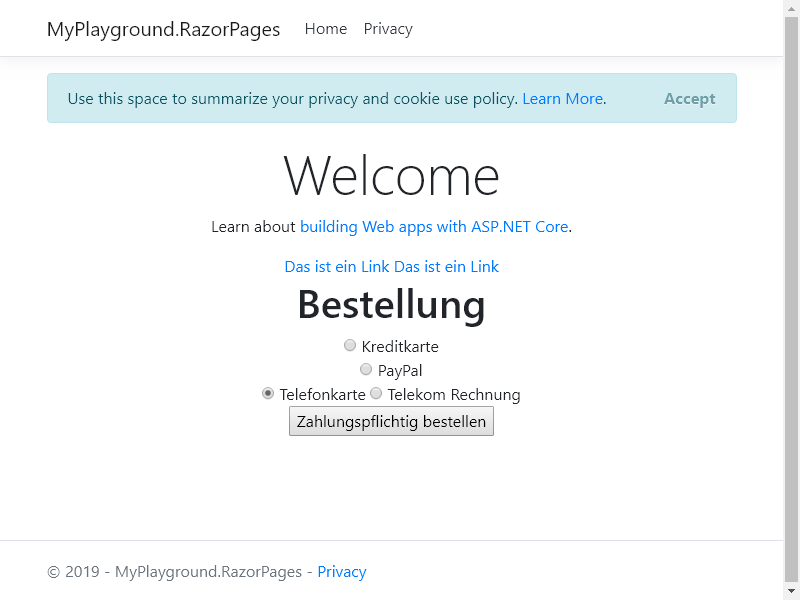 MyPlayground.RazorPages Home Privacy
Use this space to summarize your privacy and cookie use policy. Learn More. Accept
Welcome
Learn about building Web apps with ASP.NET Core.
Das ist ein Link Das ist ein Link
Bestellung
Kreditkarte
PayPal
Telefonkarte Telekom Rechnung
Zahlungspflichtig bestellen
© 2019 - MyPlayground.RazorPages - Privacy